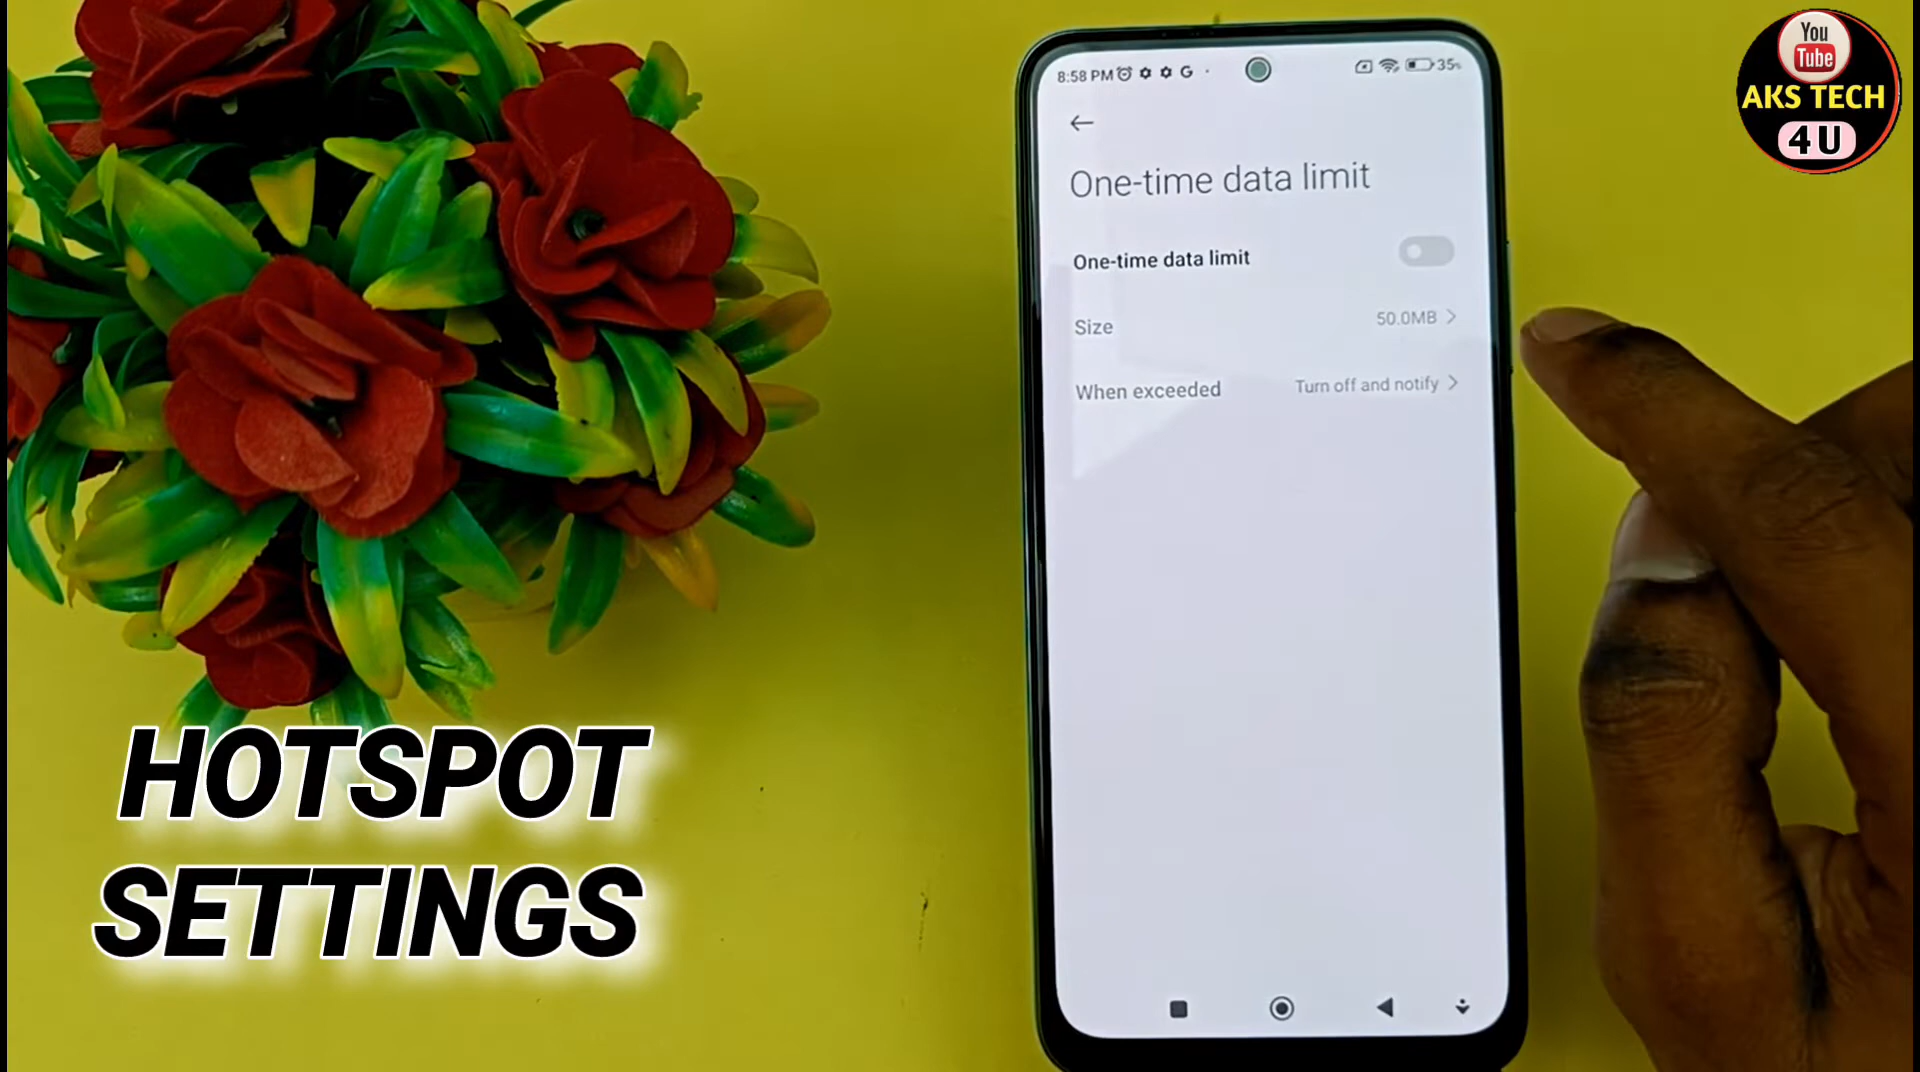 You
Tube
AKS TECH
4 U
8:58 PM
35%
One-time data limit
One-time data limit
Size 50.0MB
When exceeded Turn off and notify
HOTSPOT
SETTINGS